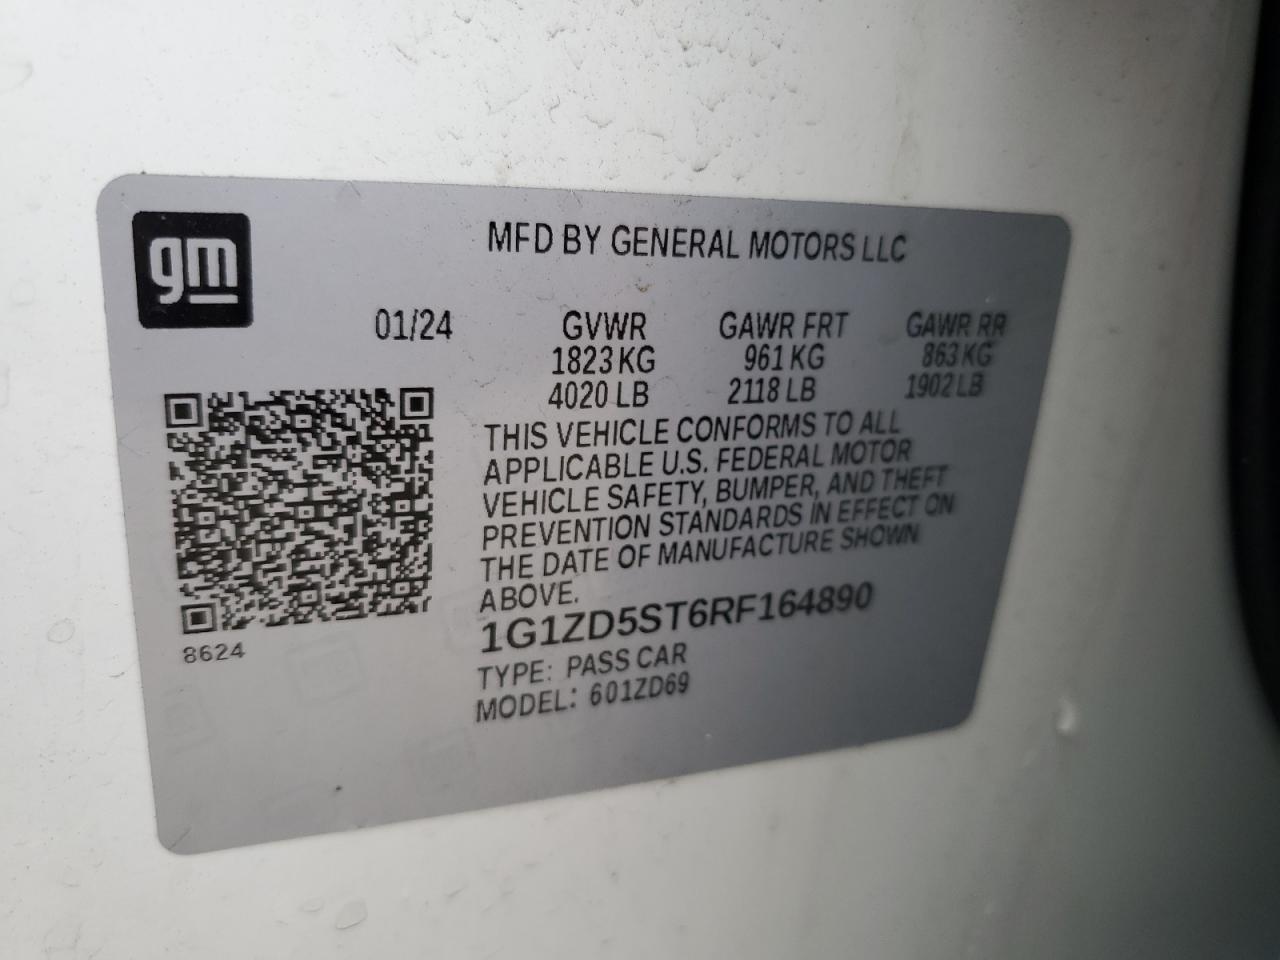 gm
MFD BY GENERAL MOTORS LLC
01/24 GVWR GAWR FRT GAWR RR
1823 KG 961 KG 863 KG
4020 LB 2118 LB 1902 LB
THIS VEHICLE CONFORMS TO ALL
APPLICABLE U.S. FEDERAL MOTOR
VEHICLE SAFETY, BUMPER, AND THEFT
PREVENTION STANDARDS IN EFFECT ON
THE DATE OF MANUFACTURE SHOWN
ABOVE.
1G1ZD5ST6RF164890
TYPE: PASS CAR
MODEL: 601ZD69
8624